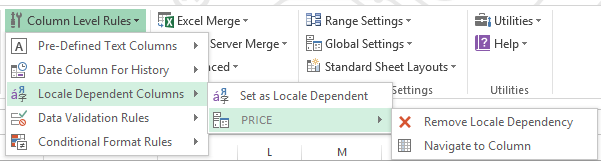 Column Level Rules
Excel Merge
Range Settings
Utilities
Pre-Defined Text Columns
Server Merge
Global Settings
Help
Date Column For History
Standard Sheet Layouts
Locale Dependent Columns
Set as Locale Dependent
Settings
Utilities
Data Validation Rules
PRICE
Remove Locale Dependency
Conditional Format Rules
L
M
Navigate to Column